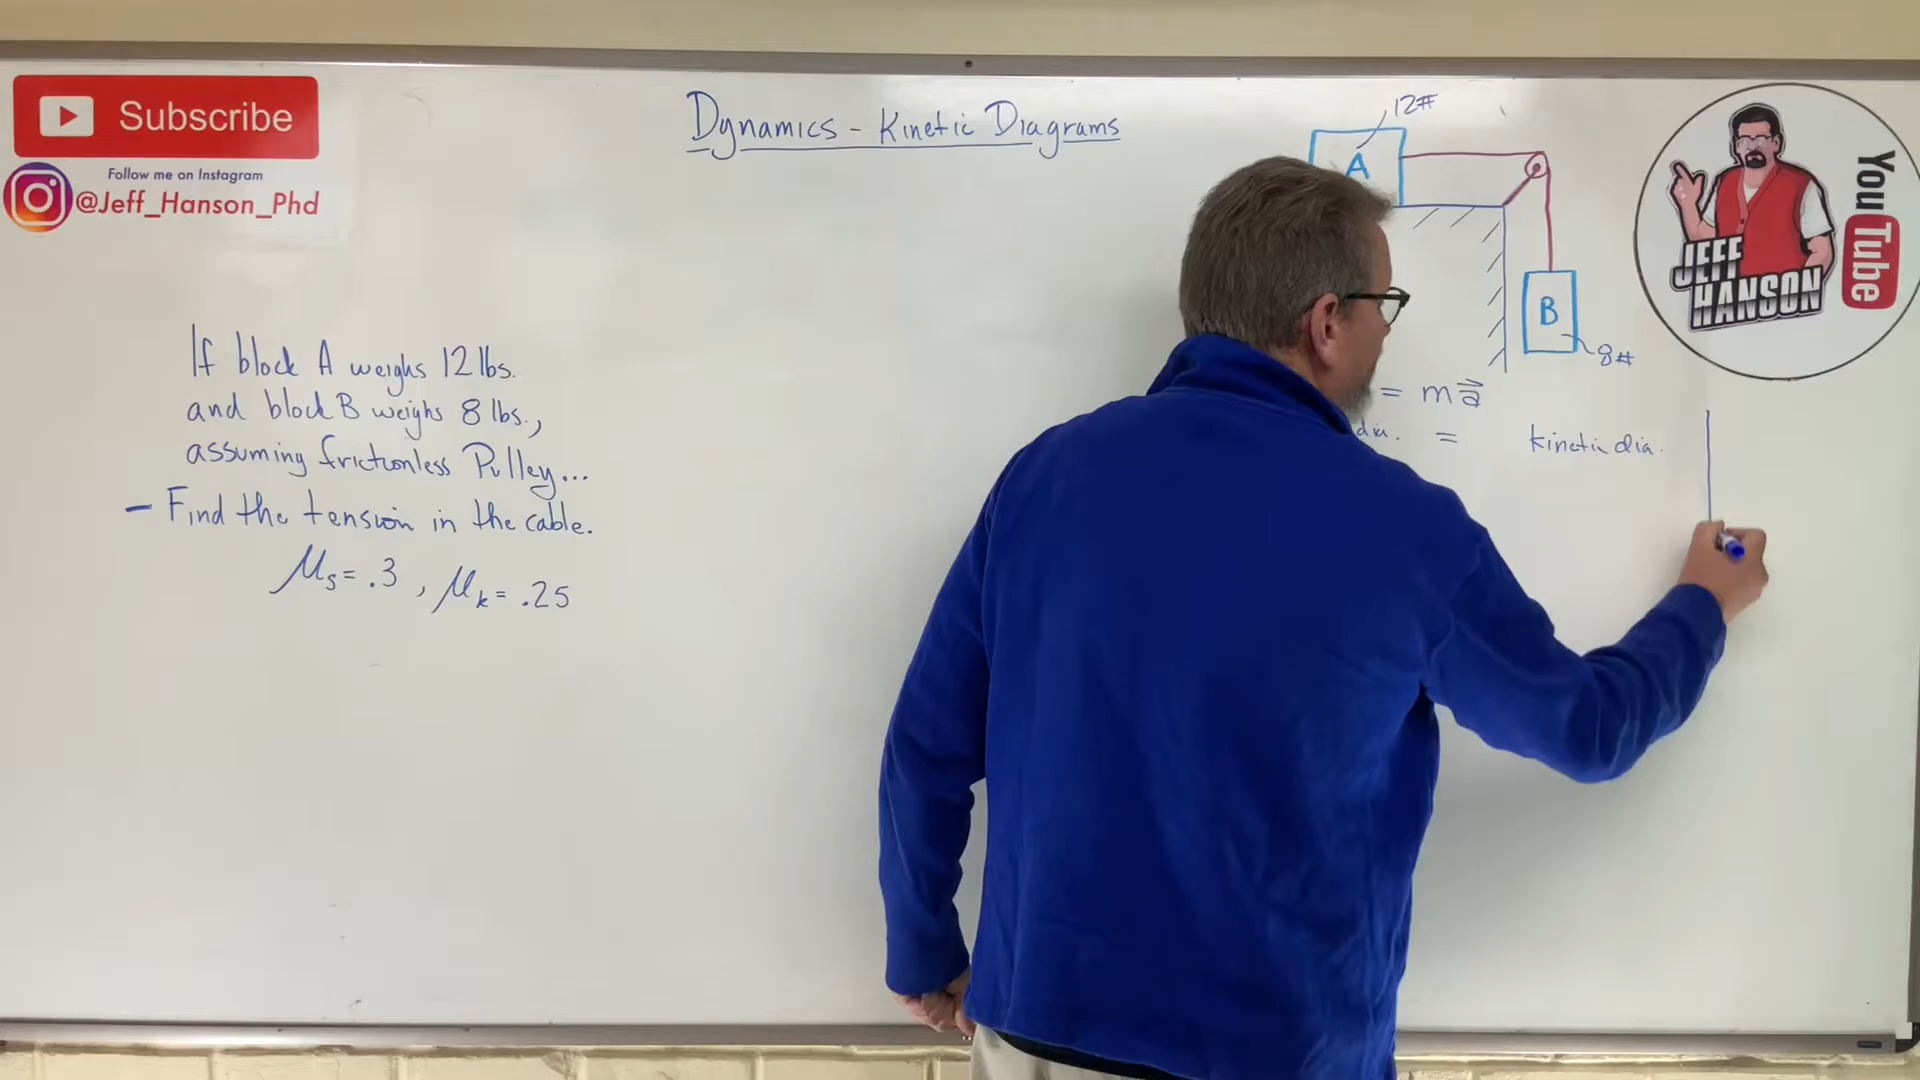 Subscribe
Follow me on Instagram
@Jeff_Hanson_Phd
Dynamics - Kinetic Diagrams
12#
A
B
8#
JEFF
HANSON
YouTube
= ma⃗
dia. = kinetic dia.
If block A weighs 12 lbs.
and block B weighs 8 lbs.,
assuming frictionless Pulley...
- Find the tension in the cable.
μs = .3 , μk = .25